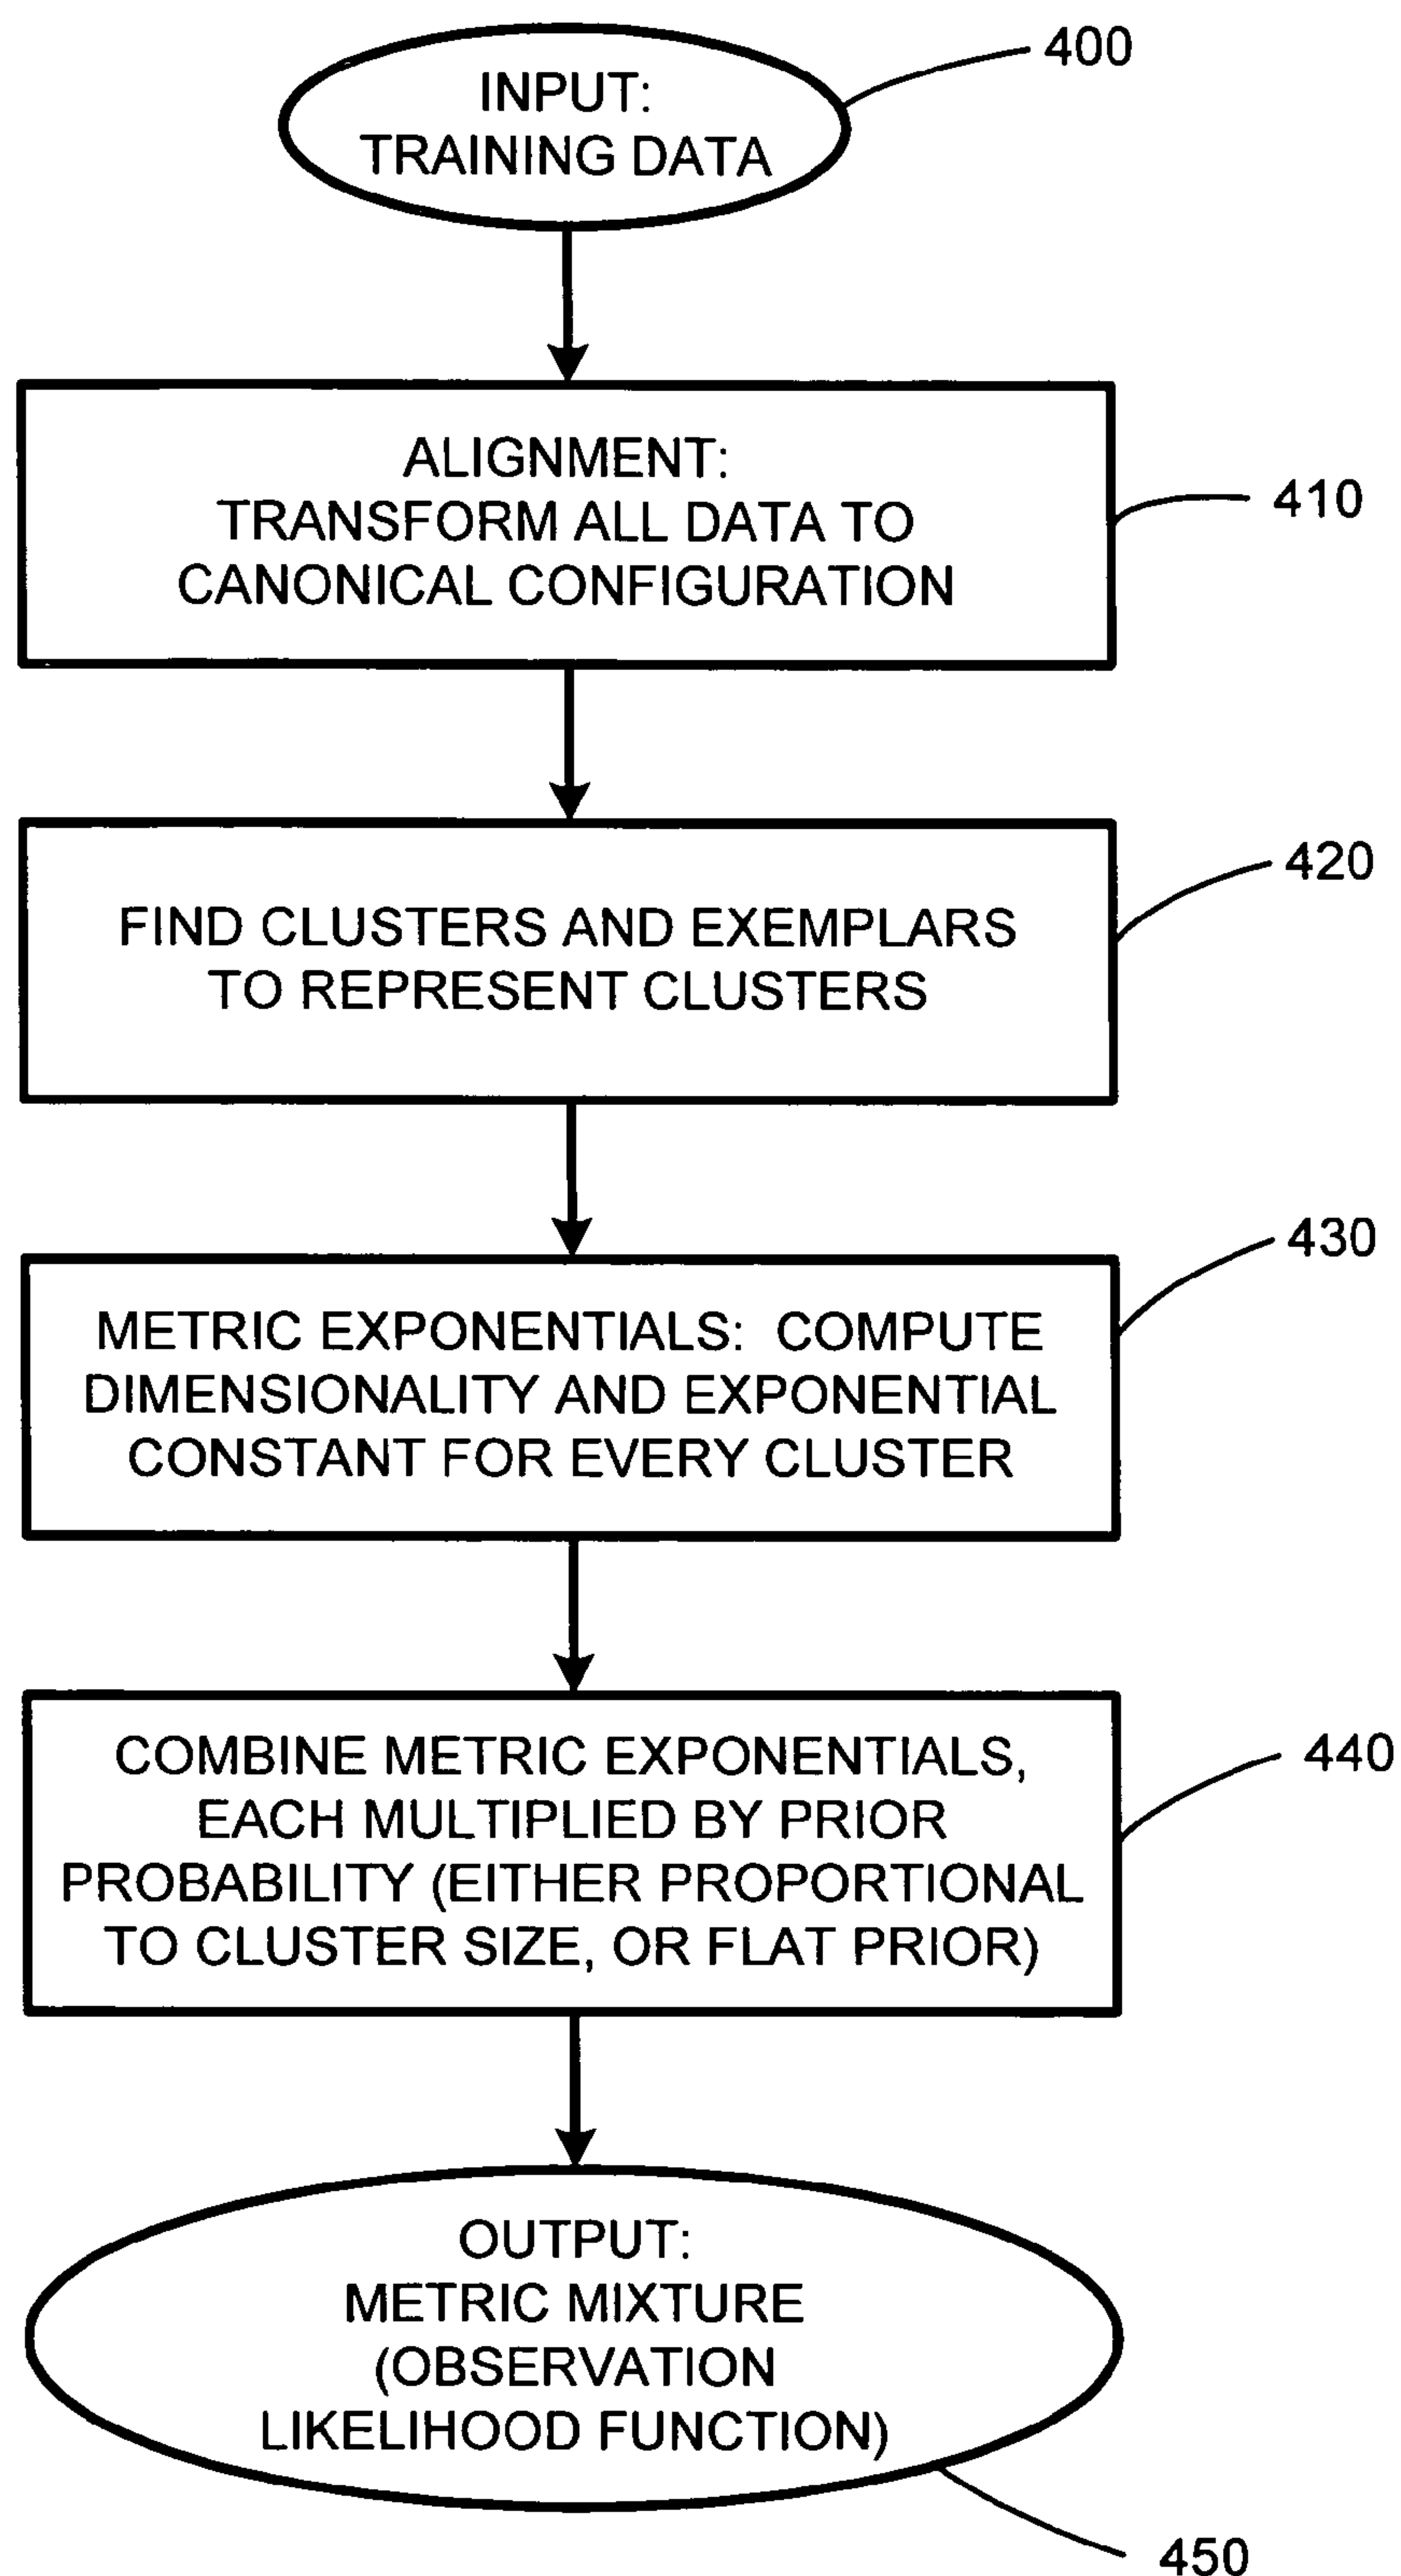 INPUT:
TRAINING DATA
400
ALIGNMENT:
TRANSFORM ALL DATA TO
CANONICAL CONFIGURATION
410
FIND CLUSTERS AND EXEMPLARS
TO REPRESENT CLUSTERS
420
METRIC EXPONENTIALS: COMPUTE
DIMENSIONALITY AND EXPONENTIAL
CONSTANT FOR EVERY CLUSTER
430
COMBINE METRIC EXPONENTIALS,
EACH MULTIPLIED BY PRIOR
PROBABILITY (EITHER PROPORTIONAL
TO CLUSTER SIZE, OR FLAT PRIOR)
440
OUTPUT:
METRIC MIXTURE
(OBSERVATION
LIKELIHOOD FUNCTION)
450